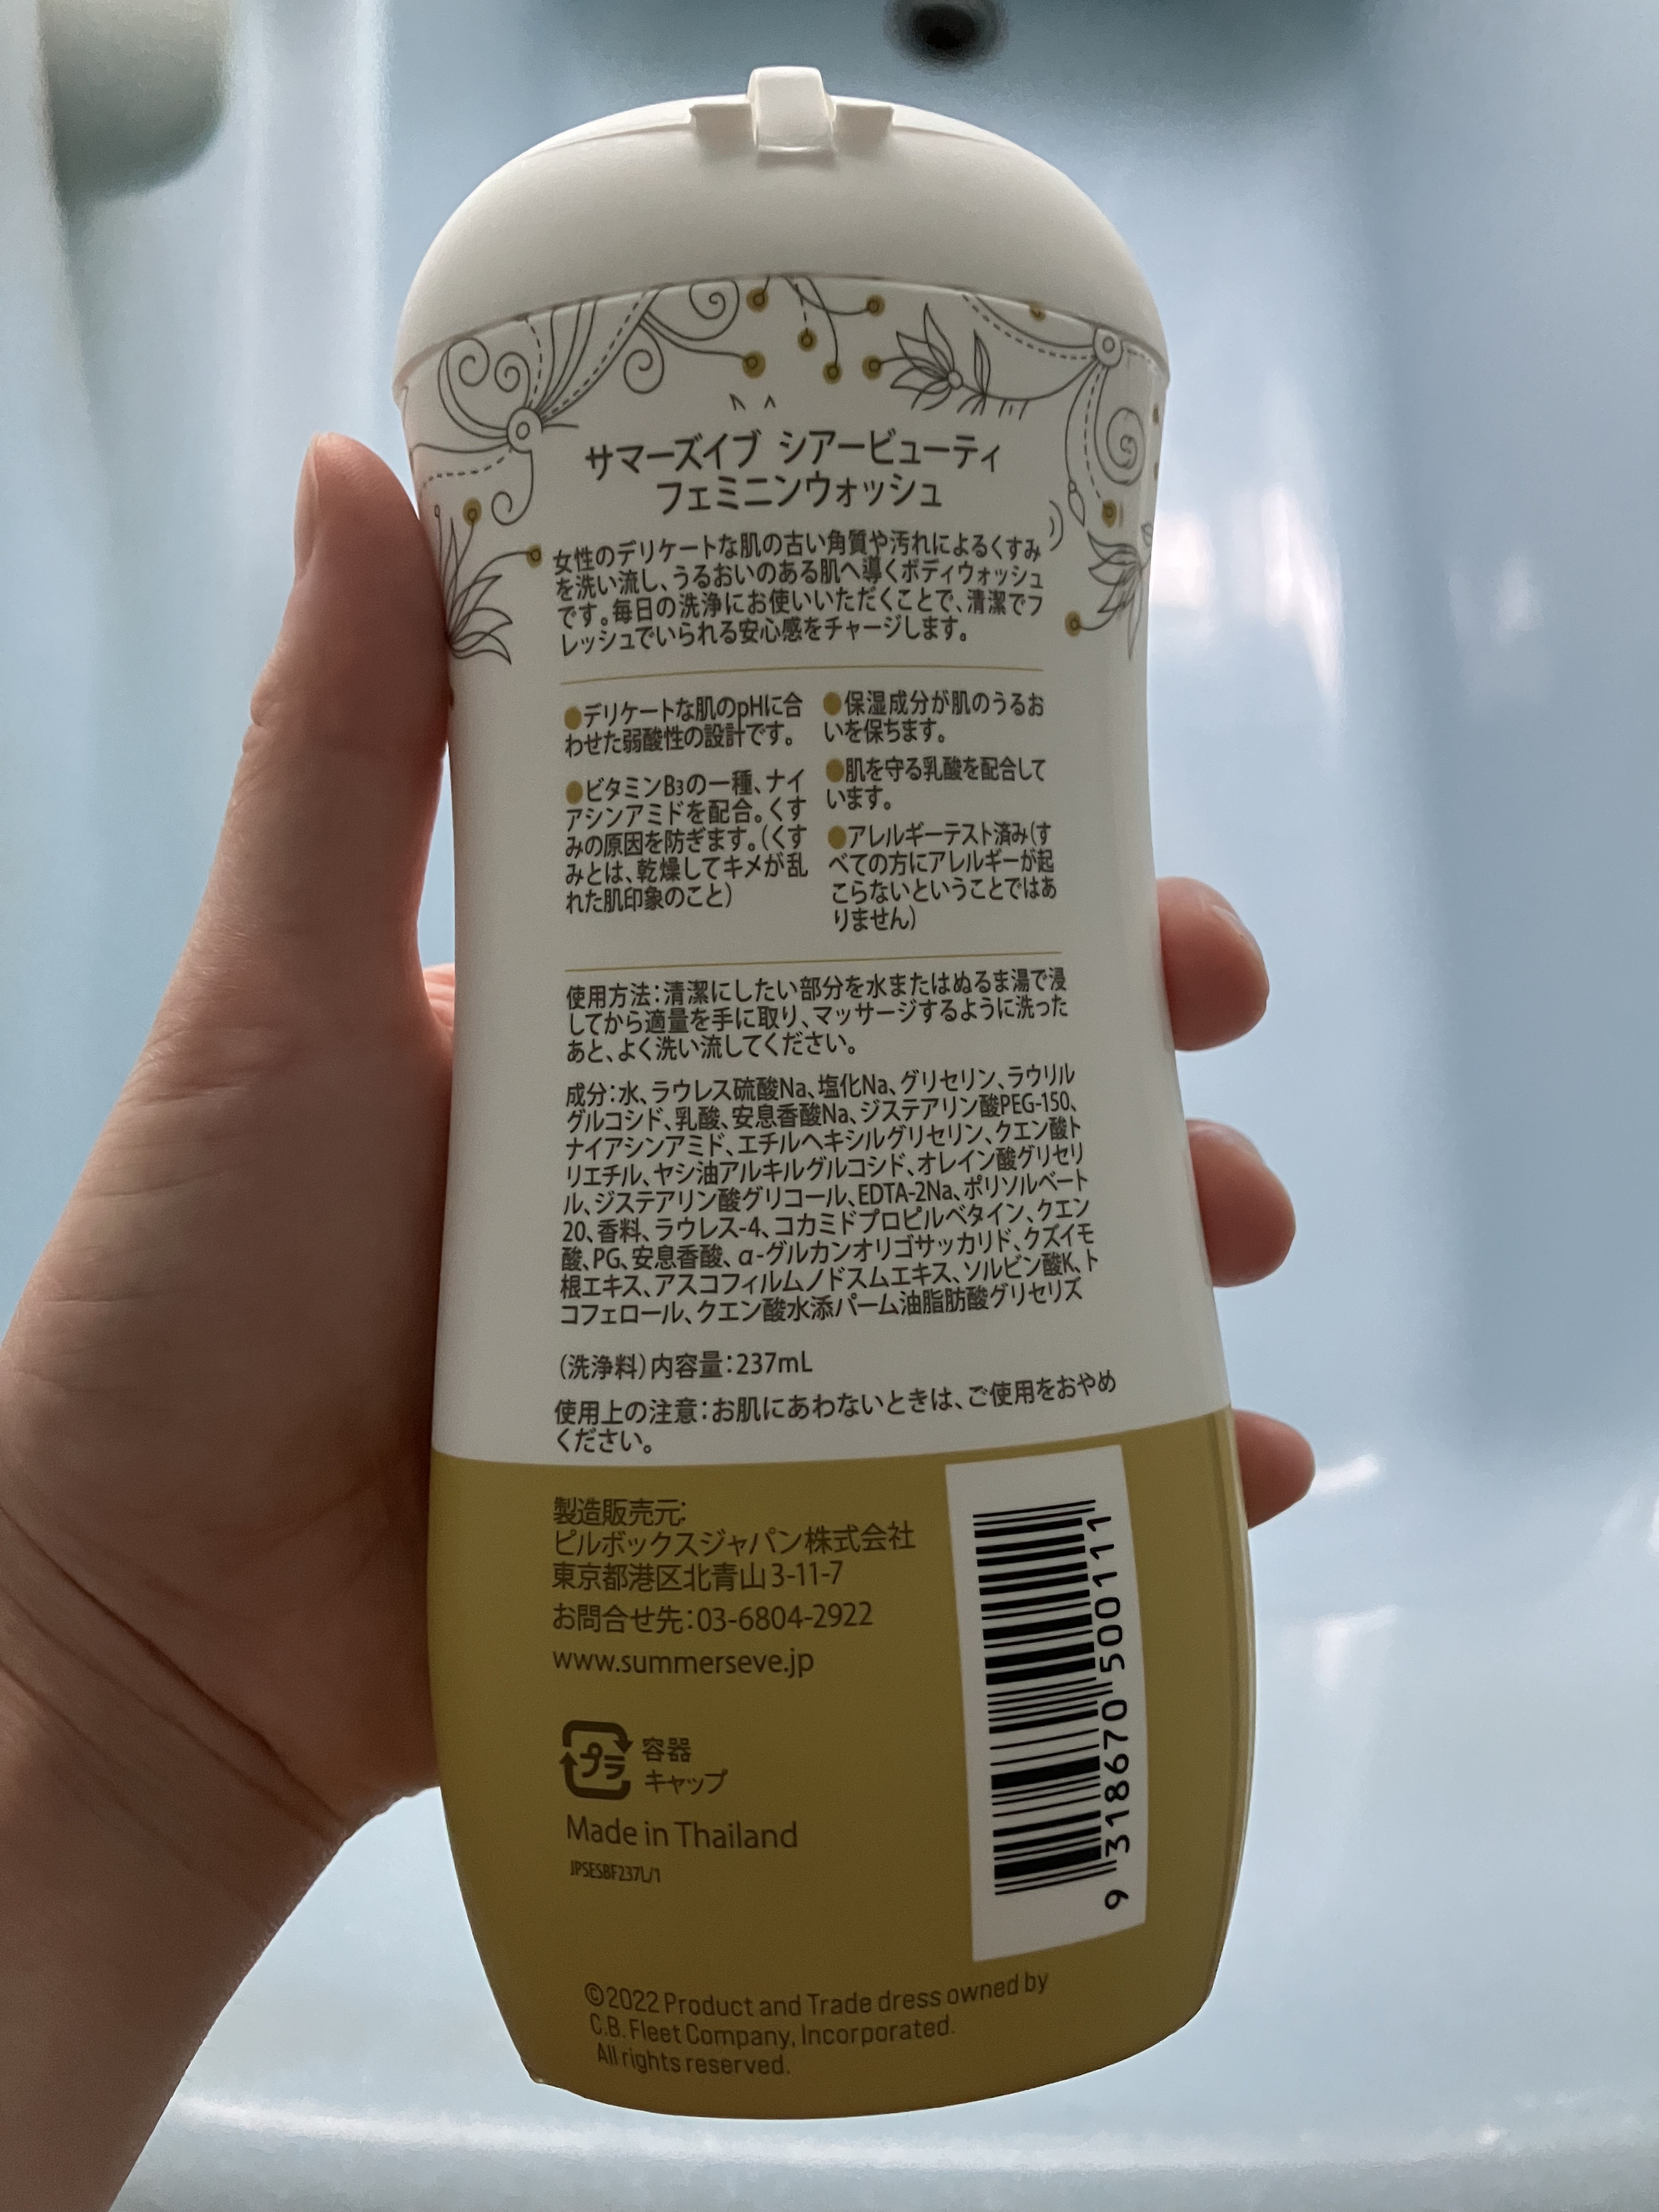 サマーズイブ シアービューティ
フェミニンウォッシュ
女性のデリケートな肌の古い角質や汚れによるくすみ
を洗い流し、うるおいのある肌へ導くボディウォッシュ
です。毎日の洗浄にお使いいただくことで、清潔でフ
レッシュでいられる安心感をチャージします。
●デリケートな肌のpHに合
わせた弱酸性の設計です。
●ビタミンB3の一種、ナイ
アシンアミドを配合。くす
みの原因を防ぎます。(くす
みとは、乾燥してキメが乱
れた肌印象のこと)
●保湿成分が肌のうるお
いを保ちます。
●肌を守る乳酸を配合して
います。
●アレルギーテスト済み(す
べての方にアレルギーが起
こらないということではあ
りません)
使用方法:清潔にしたい部分を水またはぬるま湯で浸
してから適量を手に取り、マッサージするように洗った
あと、よく洗い流してください。
成分:水、ラウレス硫酸Na、塩化Na、グリセリン、ラウリル
グルコシド、乳酸、安息香酸Na、ジステアリン酸PEG-150、
ナイアシンアミド、エチルヘキシルグリセリン、クエン酸ト
リエチル、ヤシ油アルキルグルコシド、オレイン酸グリセリ
ル、ジステアリン酸グリコール、EDTA-2Na、ポリソルベート
20、香料、ラウレス-4、コカミドプロピルベタイン、クエン
酸、PG、安息香酸、α-グルカンオリゴサッカリド、クズイモ
根エキス、アスコフィルムノドスムエキス、ソルビン酸K、ト
コフェロール、クエン酸水添パーム油脂肪酸グリセリズ
(洗浄料)内容量:237mL
使用上の注意:お肌にあわないときは、ご使用をおやめ
ください。
製造販売元:
ピルボックスジャパン株式会社
東京都港区北青山3-11-7
お問合せ先:03-6804-2922
www.summerseve.jp
プラ
容器
キャップ
Made in Thailand
JPSESBF237L/1
9 318670 500111
©2022 Product and Trade dress owned by
C.B. Fleet Company, Incorporated.
All rights reserved.